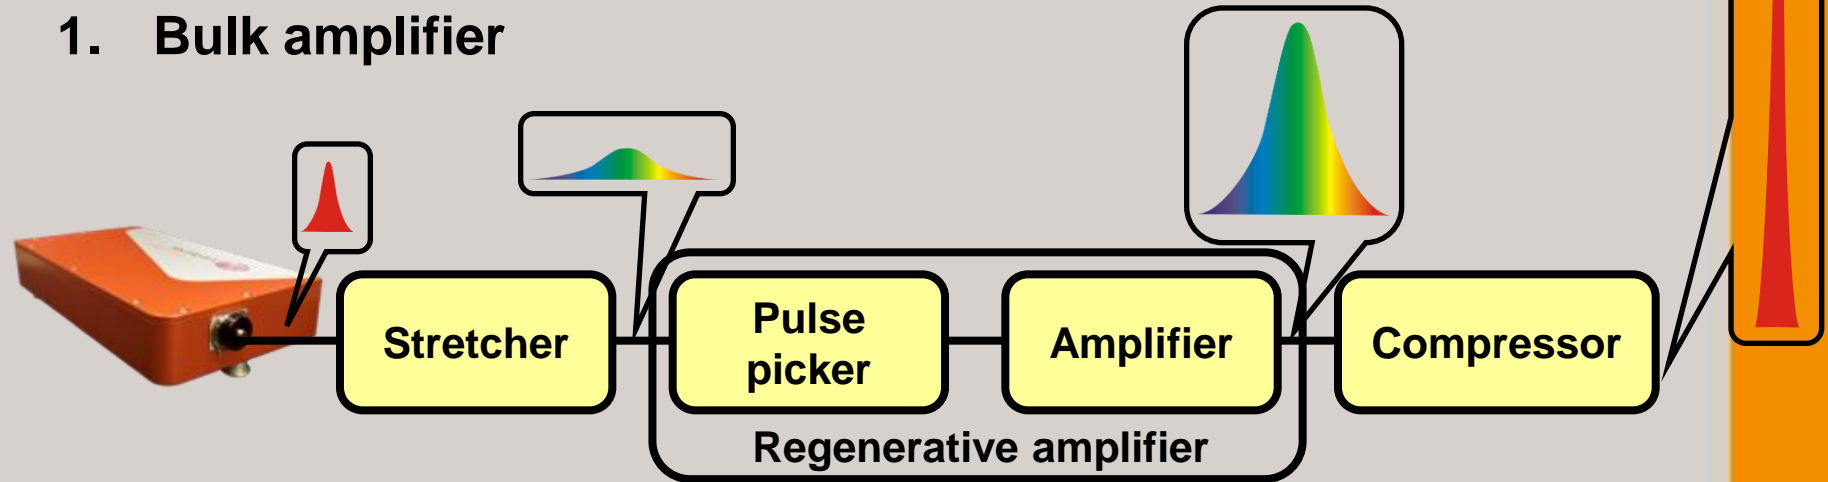 1. Bulk amplifier
Stretcher
Pulse
picker
Amplifier
Compressor
Regenerative amplifier